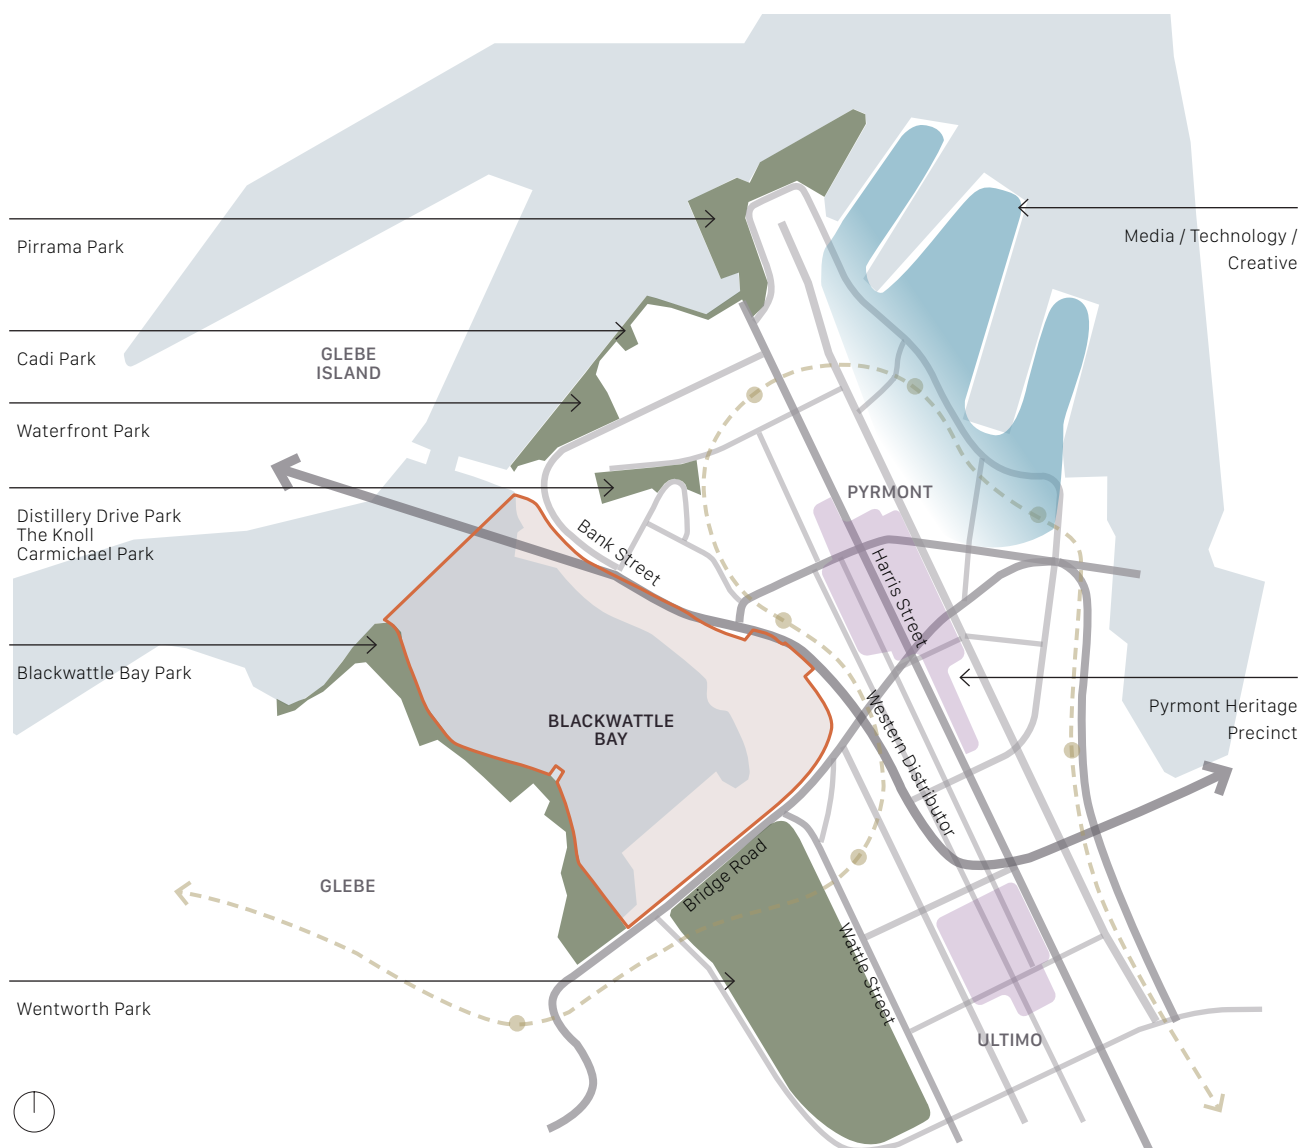 Pirrama Park
Media / Technology /
Creative
Cadi Park
GLEBE
ISLAND
Waterfront Park
PYRMONT
Distillery Drive Park
The Knoll
Carmichael Park
Bank Street
Harris Street
Blackwattle Bay Park
Pyrmont Heritage
Precinct
BLACKWATTLE
BAY
Western Distributor
GLEBE
Bridge Road
Wattle Street
Wentworth Park
ULTIMO